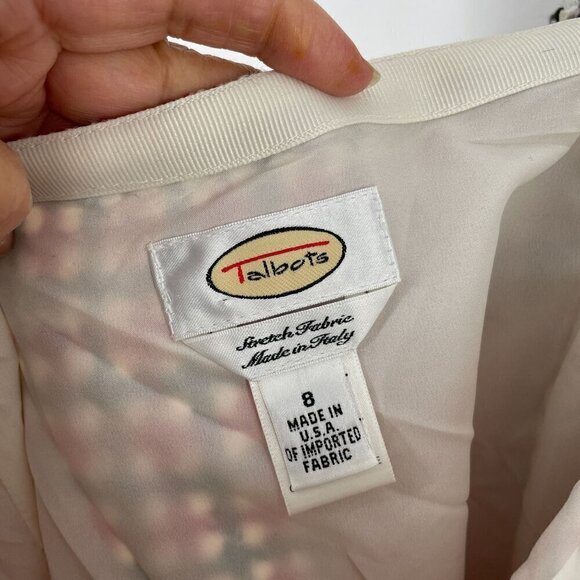 Talbots
Stretch Fabric
Made in Italy
8
MADE IN
U.S.A.
OF IMPORTED
FABRIC